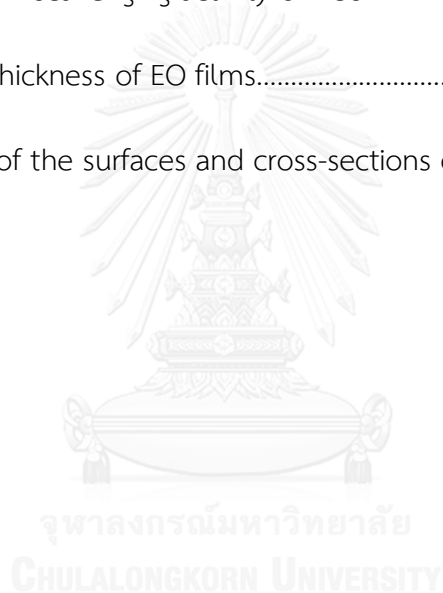 hickness of EO films..............................
of the surfaces and cross-sections
จุฬาลงกรณ์มหาวิทยาลัย
CHULALONGKORN UNIVERSITY